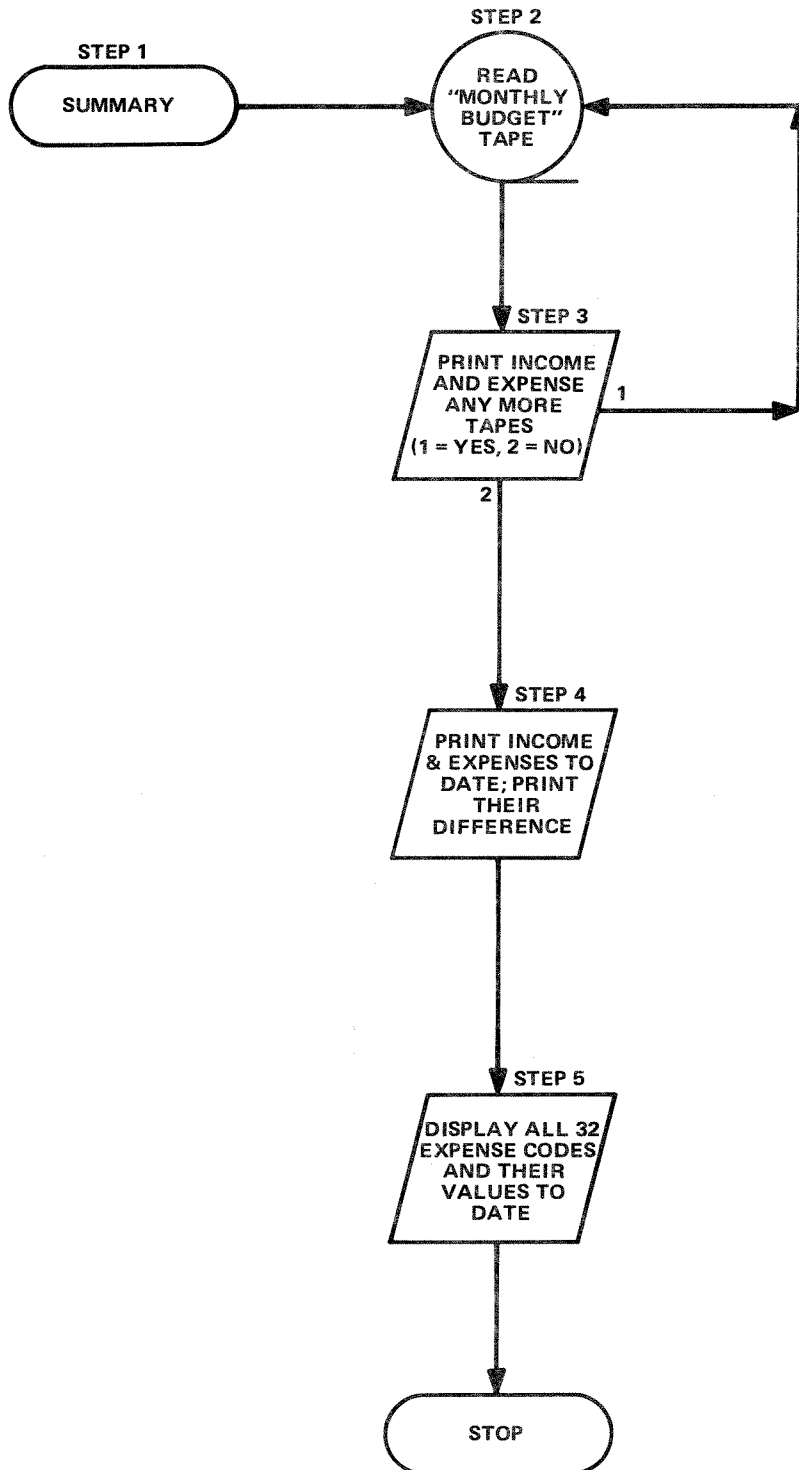 STEP 1
SUMMARY
STEP 2
READ
"MONTHLY
BUDGET"
TAPE
STEP 3
PRINT INCOME
AND EXPENSE
ANY MORE
TAPES
(1 = YES, 2 = NO)
1
2
STEP 4
PRINT INCOME
& EXPENSES TO
DATE; PRINT
THEIR
DIFFERENCE
STEP 5
DISPLAY ALL 32
EXPENSE CODES
AND THEIR
VALUES TO
DATE
STOP